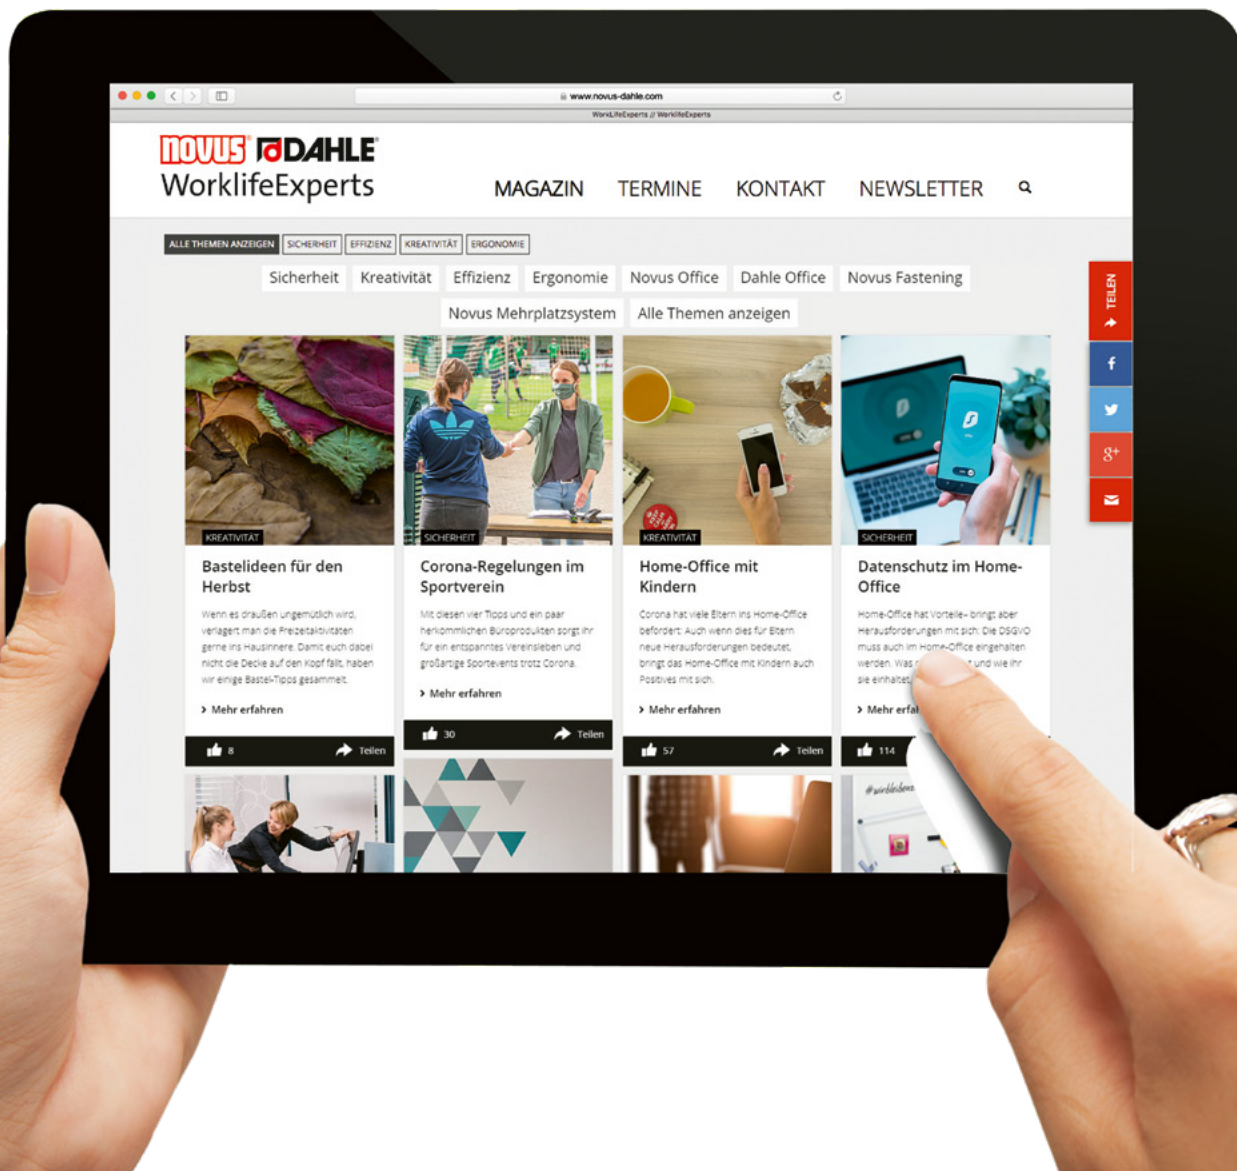 www.novus-dahle.com
WorkLifeExperts // WorklifeExperts
NOVUS DAHLE
WorklifeExperts
MAGAZIN TERMINE KONTAKT NEWSLETTER
ALLE THEMEN ANZEIGEN SICHERHEIT EFFIZIENZ KREATIVITÄT ERGONOMIE
Sicherheit Kreativität Effizienz Ergonomie Novus Office Dahle Office Novus Fastening
Novus Mehrplatzsystem Alle Themen anzeigen
TEILEN
f
g+
KREATIVITÄT
Bastelideen für den
Herbst
Wenn es draußen ungemütlich wird,
verlagert man die Freizeitaktivitäten
gerne ins Hausinnere. Damit euch dabei
nicht die Decke auf den Kopf fällt, haben
wir einige Bastel-Tipps gesammelt.
Mehr erfahren
8 Teilen
SICHERHEIT
Corona-Regelungen im
Sportverein
Mit diesen vier Tipps und ein paar
herkömmlichen Büroprodukten sorgt ihr
für ein entspanntes Vereinsleben und
großartige Sportevents trotz Corona.
Mehr erfahren
30 Teilen
KREATIVITÄT
Home-Office mit
Kindern
Corona hat viele Eltern ins Home-Office
befördert: Auch wenn dies für Eltern
neue Herausforderungen bedeutet,
bringt das Home-Office mit Kindern auch
Positives mit sich.
Mehr erfahren
57 Teilen
SICHERHEIT
Datenschutz im Home-
Office
Home-Office hat Vorteile– bringt aber
Herausforderungen mit sich: Die DSGVO
muss auch im Home-Office eingehalten
werden. Was und wie ihr
sie einhaltet,
Mehr
114